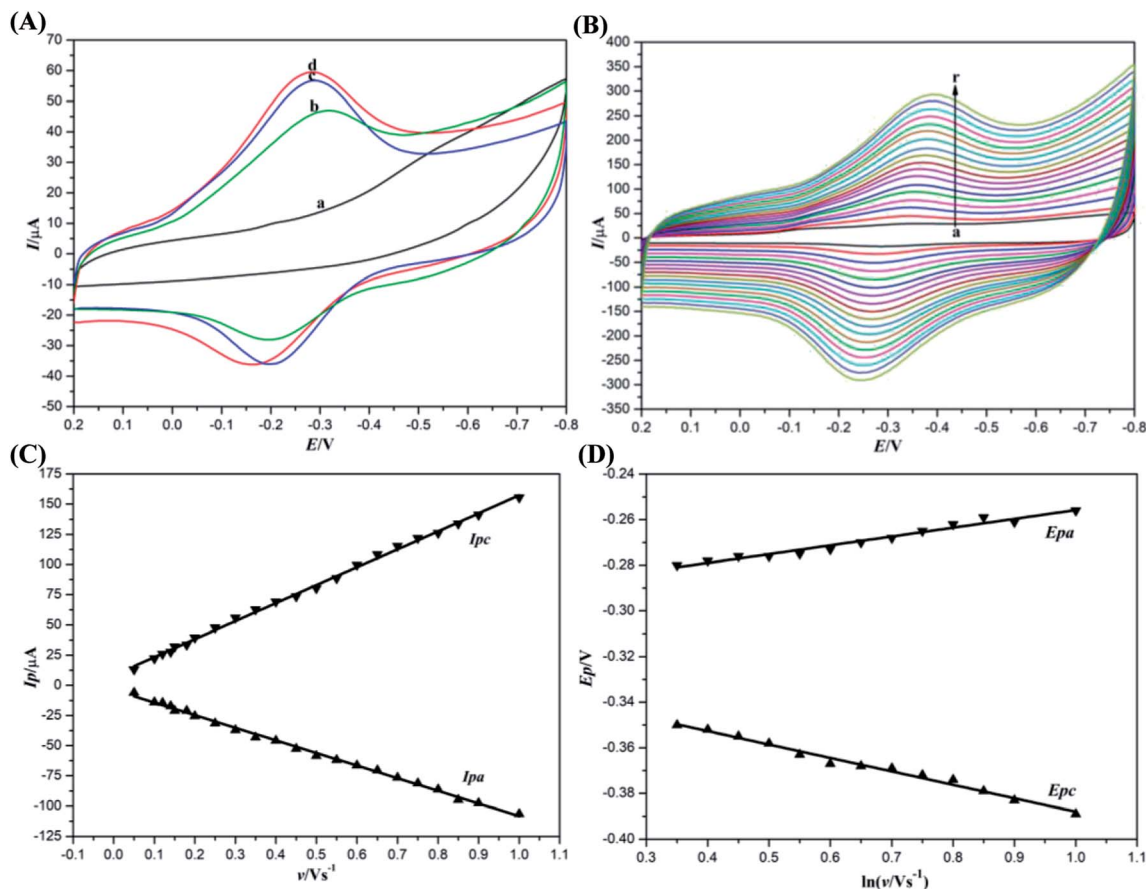 (A)
70
60
50
40
30
20
10
0
-10
-20
-30
-40
-50
I/μA
d
c
b
a
0.2 0.1 0.0 -0.1 -0.2 -0.3 -0.4 -0.5 -0.6 -0.7 -0.8
E/V
(B)
400
350
300
250
200
150
100
50
0
-50
-100
-150
-200
-250
-300
-350
I/μA
r
a
0.2 0.1 0.0 -0.1 -0.2 -0.3 -0.4 -0.5 -0.6 -0.7 -0.8
E/V
(C)
175
150
125
100
75
50
25
0
-25
-50
-75
-100
-125
Ip/μA
Ipc
Ipa
-0.1 0.0 0.1 0.2 0.3 0.4 0.5 0.6 0.7 0.8 0.9 1.0 1.1
v/Vs⁻¹
(D)
-0.24
-0.26
-0.28
-0.30
-0.32
-0.34
-0.36
-0.38
-0.40
Ep/V
Epa
Epc
0.3 0.4 0.5 0.6 0.7 0.8 0.9 1.0 1.1
ln(v/Vs⁻¹)